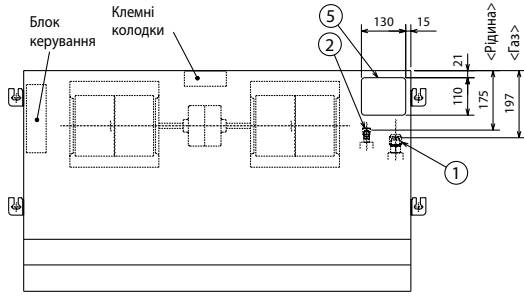 Блок
керування
Клемні
колодки
5
2
130
15
<Рідина>
<Газ>
21
110
175
197
1